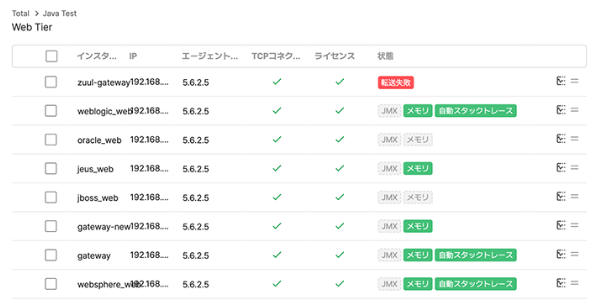 Total > Java Test
Web Tier
インスタ... IP エージェント... TCPコネク... ライセンス 状態
zuul-gateway 192.168.... 5.6.2.5 転送失敗
weblogic_web 192.168.... 5.6.2.5 JMX メモリ 自動スタックトレース
oracle_web 192.168.... 5.6.2.5 JMX メモリ
jeus_web 192.168.... 5.6.2.5 JMX メモリ
jboss_web 192.168.... 5.6.2.5 JMX メモリ
gateway-new 192.168.... 5.6.2.5 JMX メモリ
gateway 192.168.... 5.6.2.5 JMX メモリ 自動スタックトレース
websphere_web 192.168.... 5.6.2.5 JMX メモリ 自動スタックトレース